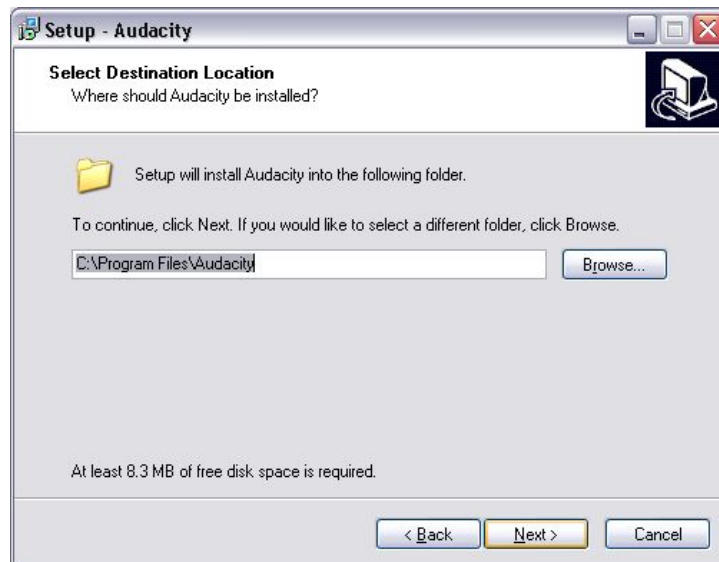 Setup - Audacity
Select Destination Location
Where should Audacity be installed?
Setup will install Audacity into the following folder.
To continue, click Next. If you would like to select a different folder, click Browse.
C:\Program Files\Audacity
Browse...
At least 8.3 MB of free disk space is required.
< Back
Next >
Cancel